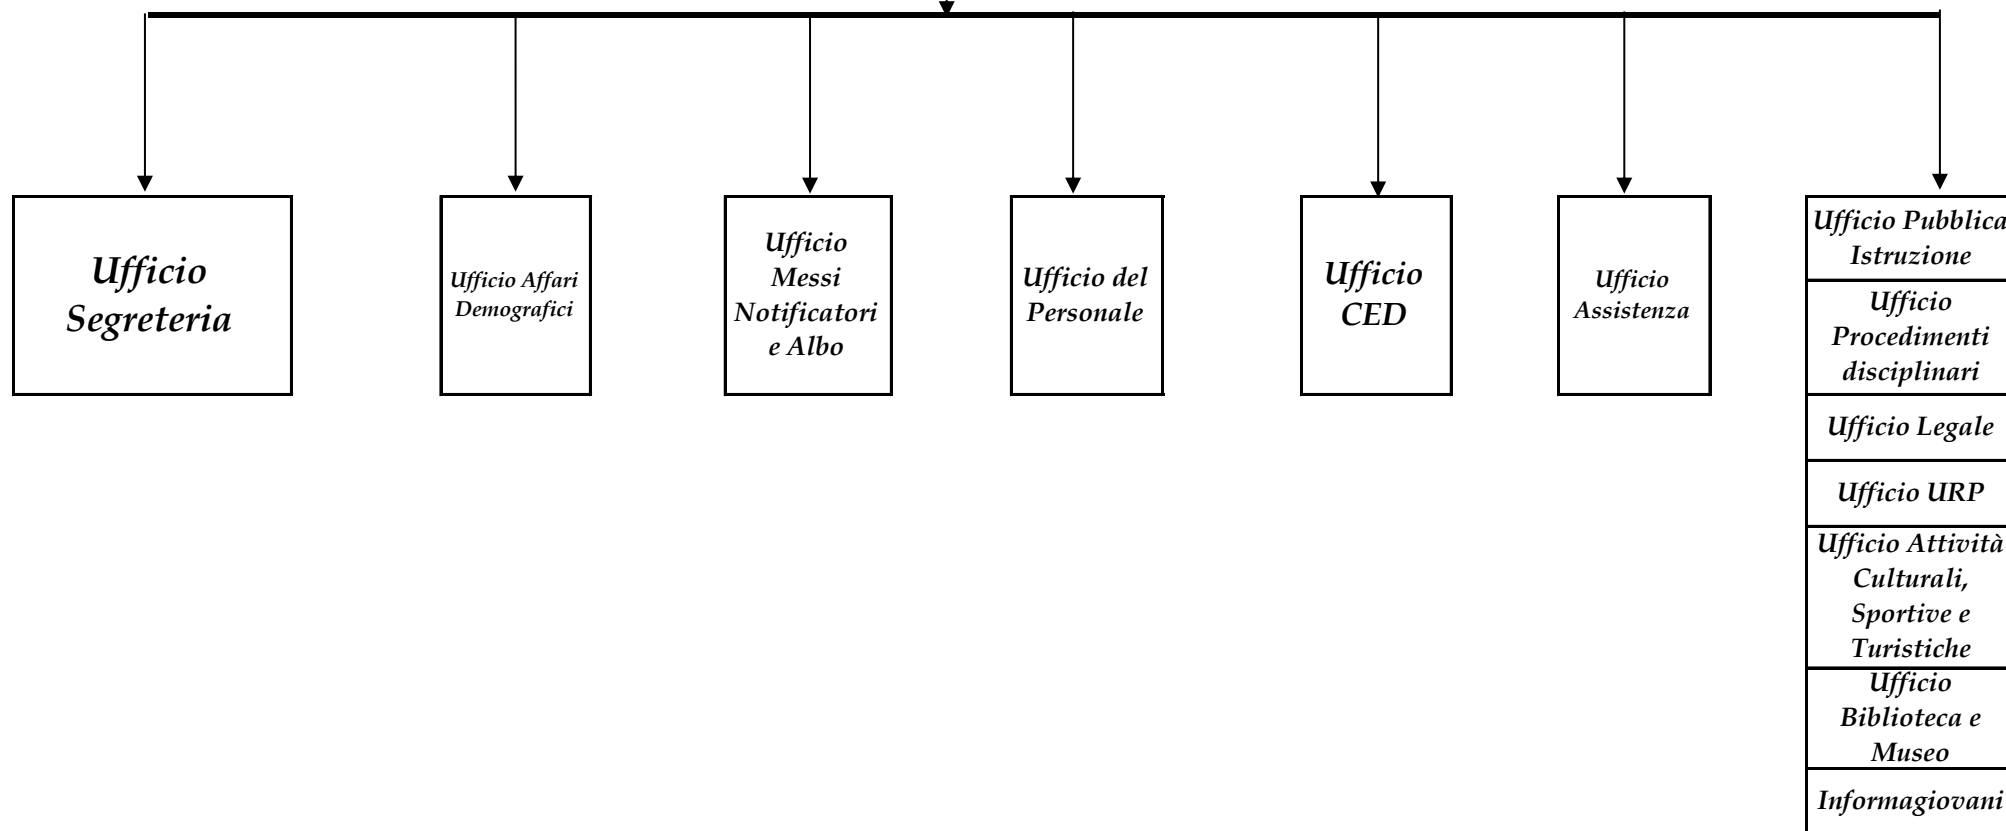 Ufficio
Segreteria
Ufficio Affari
Demografici
Ufficio
Messi
Notificatori
e Albo
Ufficio del
Personale
Ufficio
CED
Ufficio
Assistenza
Ufficio Pubblica
Istruzione
Ufficio
Procedimenti
disciplinari
Ufficio Legale
Ufficio URP
Ufficio Attività
Culturali,
Sportive e
Turistiche
Ufficio
Biblioteca e
Museo
Informagiovani